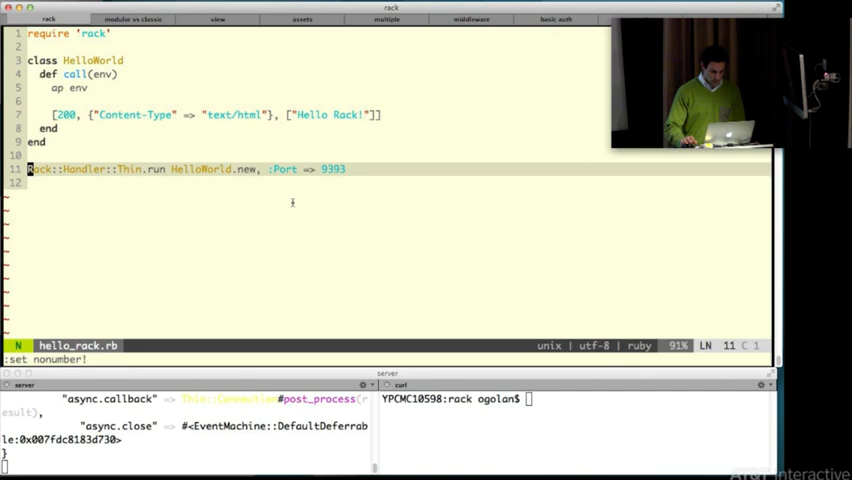 rack
rack
modular vs classic
view
assets
multiple
middleware
basic auth
1 require 'rack'
2
3 class HelloWorld
4 def call(env)
5 ap env
6
7 [200, {"Content-Type" => "text/html"}, ["Hello Rack!"]]
8 end
9 end
10
11 Rack::Handler::Thin.run HelloWorld.new, :Port => 9393
12
~
~
~
~
~
~
~
~
~
~
~
N hello_rack.rb unix | utf-8 | ruby 91% LN 11 C 1
:set nonumber!
server
server
"async.callback" => Thin::Connection#post_process(r
esult),
"async.close" => #<EventMachine::DefaultDeferrab
le:0x007fdc8183d730>
}
curl
YPCMC10598:rack ogolan$
AT&T Interactive